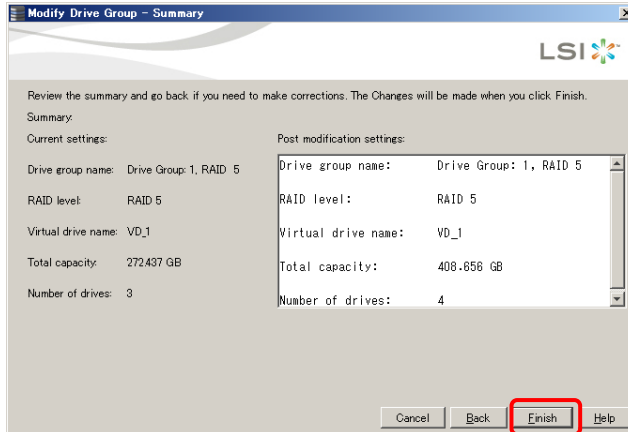 Modify Drive Group - Summary
LSI
Review the summary and go back if you need to make corrections. The Changes will be made when you click Finish.
Summary:
Current settings:
Drive group name: Drive Group: 1, RAID 5
RAID level: RAID 5
Virtual drive name: VD_1
Total capacity: 272.437 GB
Number of drives: 3
Post modification settings:
Drive group name: Drive Group: 1, RAID 5
RAID level: RAID 5
Virtual drive name: VD_1
Total capacity: 408.656 GB
Number of drives: 4
Cancel Back Finish Help